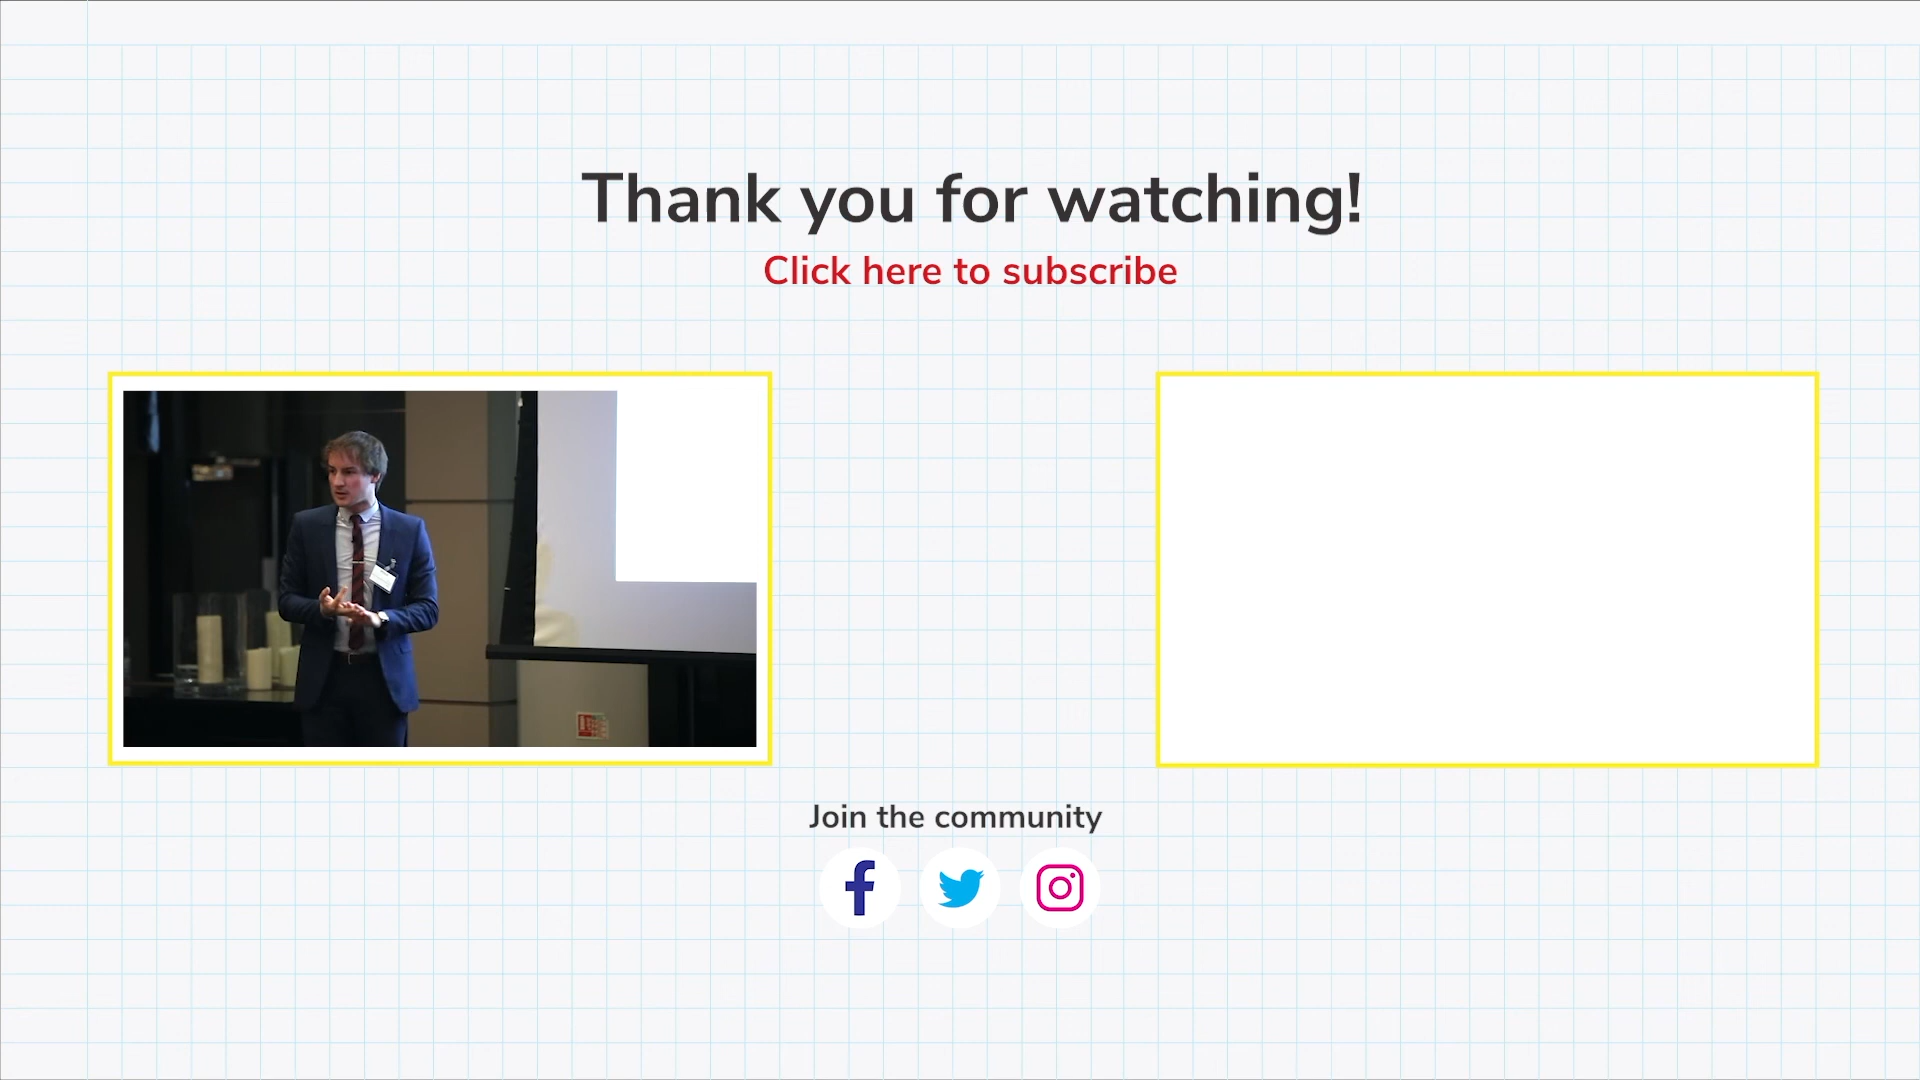 Thank you for watching!
Click here to subscribe
Join the community